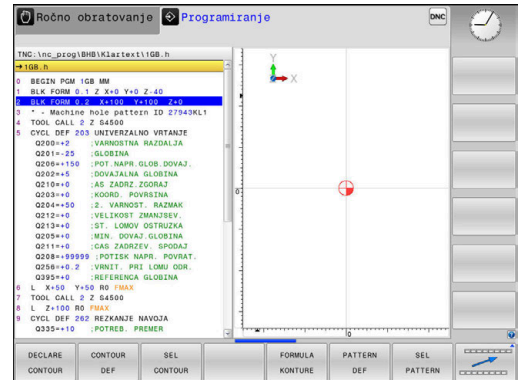 Ročno obratovanje
Programiranje
DNC
TNC:\nc_prog\BHB\Klartext\1GB.h
→1GB.h
0 BEGIN PGM 1GB MM
1 BLK FORM 0.1 Z X+0 Y+0 Z-40
2 BLK FORM 0.2 X+100 Y+100 Z+0
3 * - Machine hole pattern ID 27943KL1
4 TOOL CALL 2 Z S4500
5 CYCL DEF 203 UNIVERZALNO VRTANJE
Q200=+2 ;VARNOSTNA RAZDALJA
Q201=-25 ;GLOBINA
Q206=+150 ;POT.NAPR.GLOB.DOVAJ.
Q202=+5 ;DOVAJALNA GLOBINA
Q210=+0 ;AS ZADRZ.ZGORAJ
Q203=+0 ;KOORD. POVRSINA
Q204=+50 ;2. VARNOST. RAZMAK
Q212=+0 ;VELIKOST ZMANJSEV.
Q213=+0 ;ST. LOMOV OSTRUZKA
Q205=+0 ;MIN. DOVAJ.GLOBINA
Q211=+0 ;CAS ZADRZEV. SPODAJ
Q208=+99999 ;POTISK NAPR. POVRAT.
Q256=+0.2 ;VRNIT. PRI LOMU ODR.
Q395=+0 ;REFERENCA GLOBINA
6 L X+50 Y+50 R0 FMAX
7 TOOL CALL 2 Z S4500
8 L Z+100 R0 FMAX
9 CYCL DEF 262 REZKANJE NAVOJA
Q335=+10 ;POTREB. PREMER
Y
X
0
0
DECLARE CONTOUR
CONTOUR DEF
SEL CONTOUR
FORMULA KONTURE
PATTERN DEF
SEL PATTERN